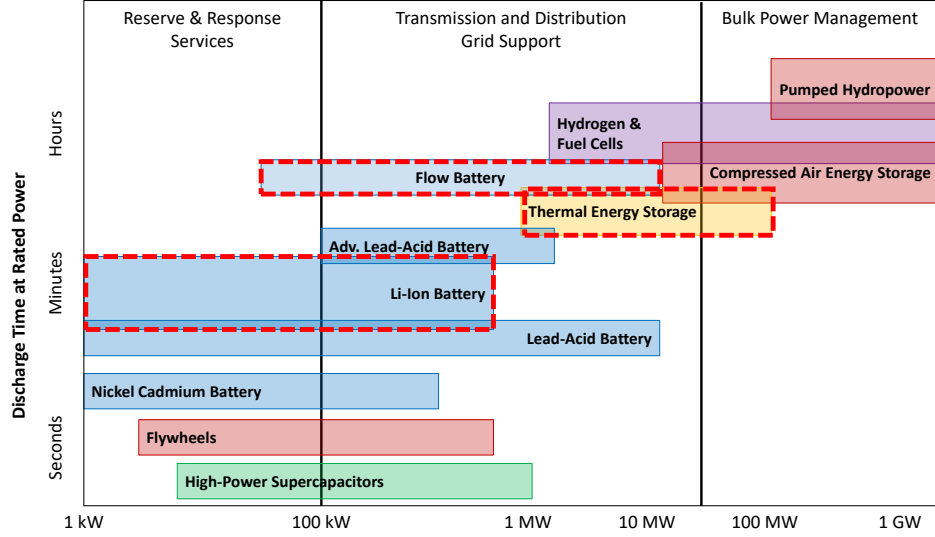 Reserve & Response
Services
Transmission and Distribution
Grid Support
Bulk Power Management
Discharge Time at Rated Power
Hours
Minutes
Seconds
Pumped Hydropower
Hydrogen &
Fuel Cells
Compressed Air Energy Storage
Flow Battery
Thermal Energy Storage
Adv. Lead-Acid Battery
Li-Ion Battery
Lead-Acid Battery
Nickel Cadmium Battery
Flywheels
High-Power Supercapacitors
1 kW
100 kW
1 MW
10 MW
100 MW
1 GW